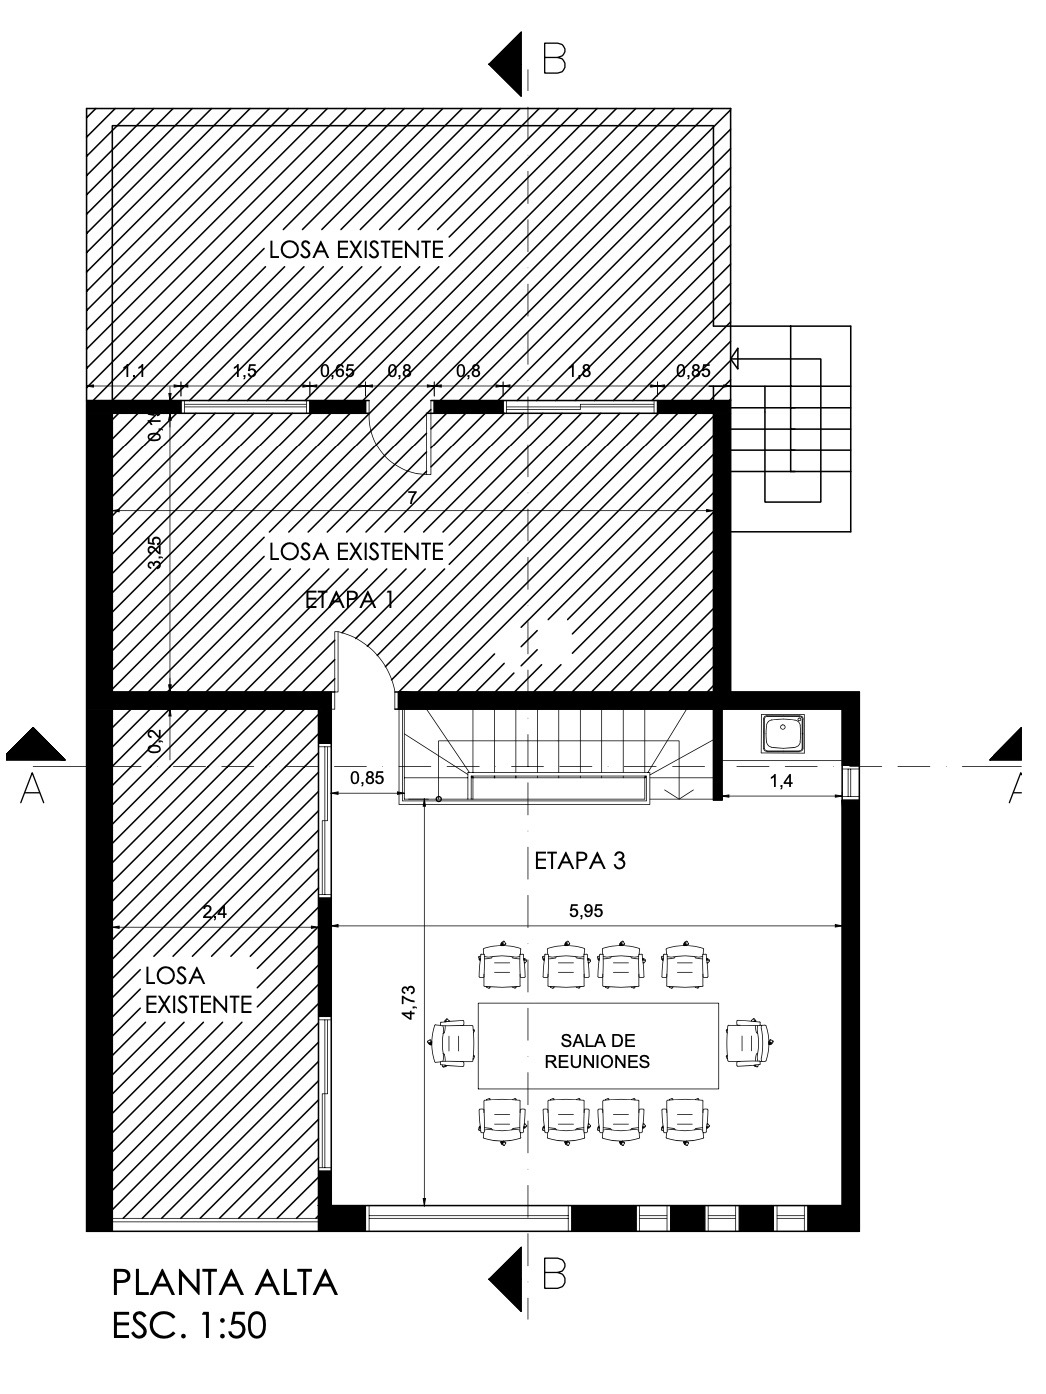 B
LOSA EXISTENTE
1,1 1,5 0,65 0,8 0,8 1,8 0,85
7
3,25
LOSA EXISTENTE
ETAPA 1
0,2
A
0,85
1,4
A
ETAPA 3
2,4
5,95
LOSA
EXISTENTE
4,73
SALA DE
REUNIONES
B
PLANTA ALTA
ESC. 1:50